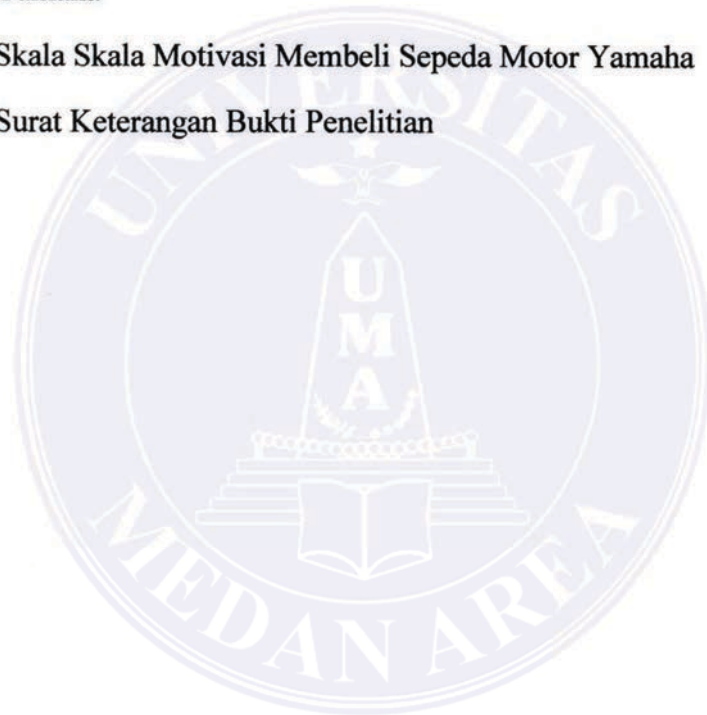 Skala Skala Motivasi Membeli Sepeda Motor Yamaha
Surat Keterangan Bukti Penelitian
UNIVERSITAS
UMA
MEDAN AREA